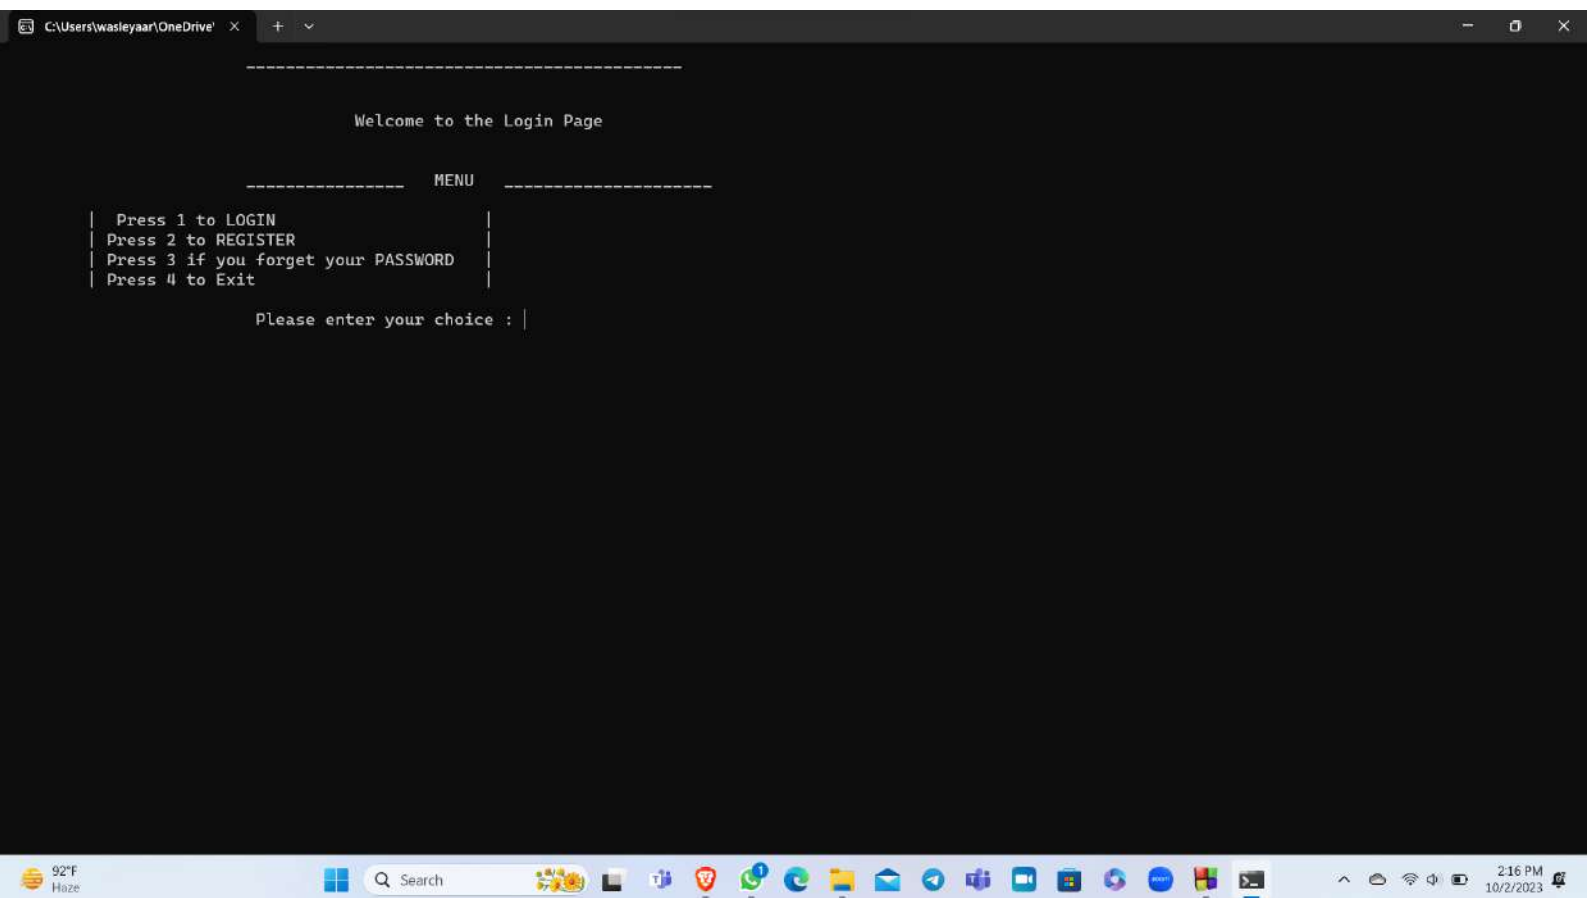 C:\Users\wasleyaar\OneDrive'
--------------------------------------------
Welcome to the Login Page
---------------- MENU ---------------------
| Press 1 to LOGIN |
| Press 2 to REGISTER |
| Press 3 if you forget your PASSWORD |
| Press 4 to Exit |
Please enter your choice :
92°F
Haze
Search
1
2:16 PM
10/2/2023